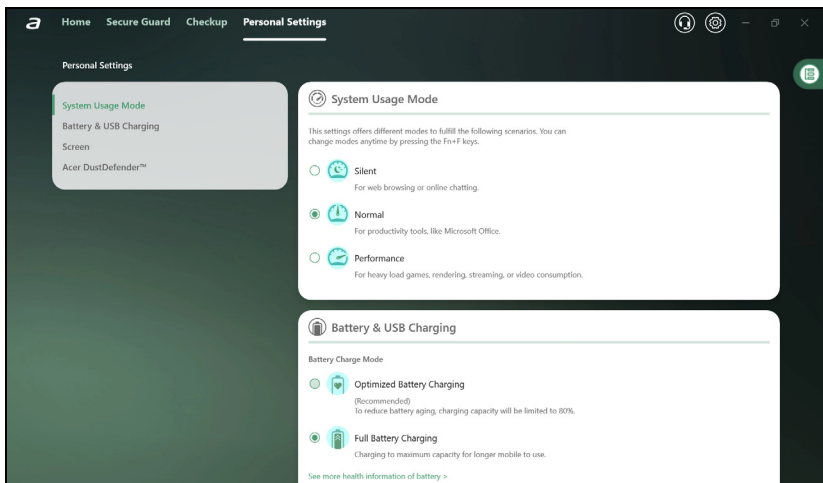 Home Secure Guard Checkup Personal Settings
Personal Settings
System Usage Mode
Battery & USB Charging
Screen
Acer DustDefender™
System Usage Mode
This settings offers different modes to fulfill the following scenarios. You can
change modes anytime by pressing the Fn+F keys.
Silent
For web browsing or online chatting.
Normal
For productivity tools, like Microsoft Office.
Performance
For heavy load games, rendering, streaming, or video consumption.
Battery & USB Charging
Battery Charge Mode
Optimized Battery Charging
(Recommended)
To reduce battery aging, charging capacity will be limited to 80%.
Full Battery Charging
Charging to maximum capacity for longer mobile to use.
See more health information of battery >